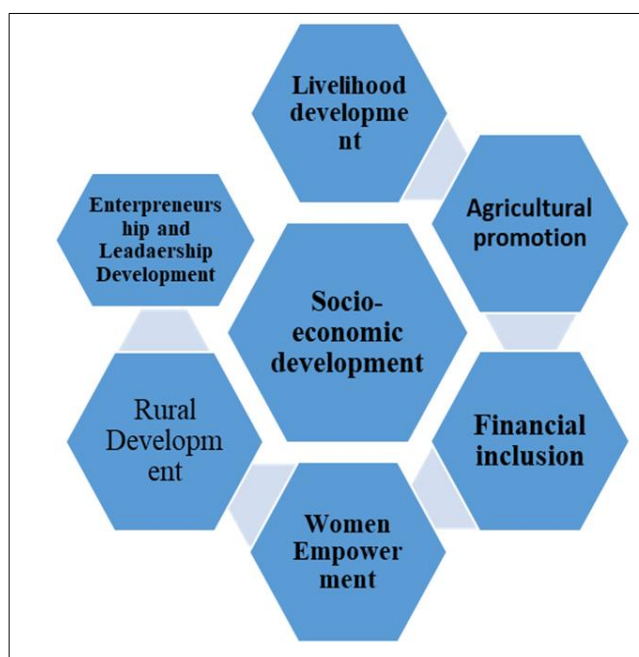 Livelihood
developme
nt
Agricultural
promotion
Enterpreneurs
hip and
Leadaership
Development
Socio-
economic
development
Financial
inclusion
Rural
Developm
ent
Women
Empower
ment